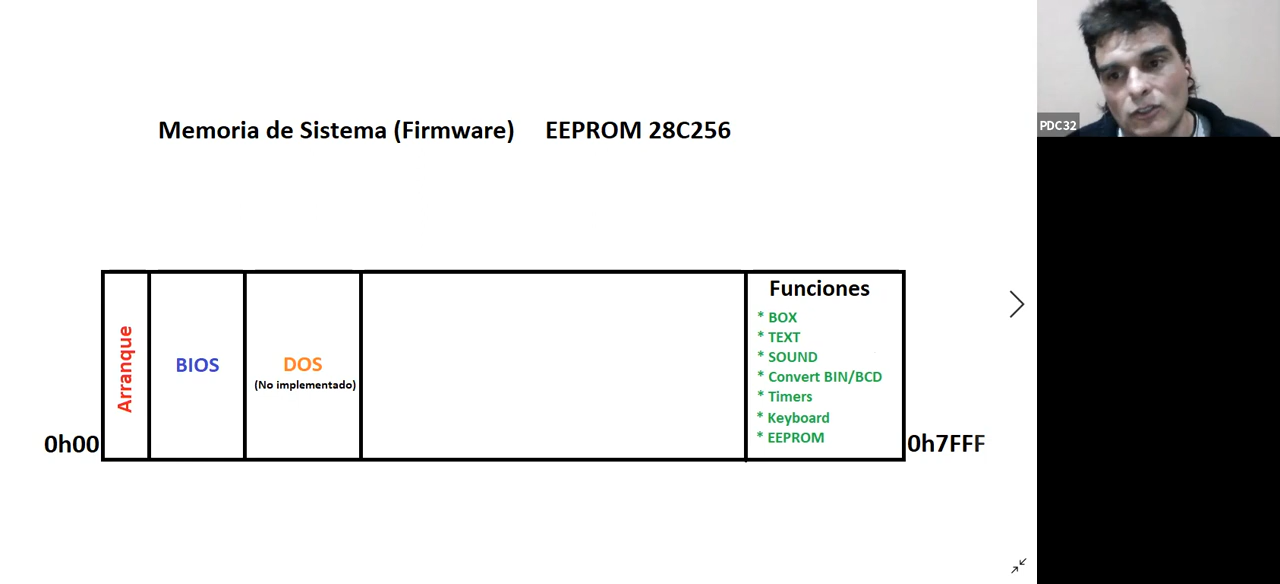 Memoria de Sistema (Firmware) EEPROM 28C256
PDC32
Arranque
BIOS
DOS
(No implementado)
Funciones
* BOX
* TEXT
* SOUND
* Convert BIN/BCD
* Timers
* Keyboard
* EEPROM
0h00
0h7FFF